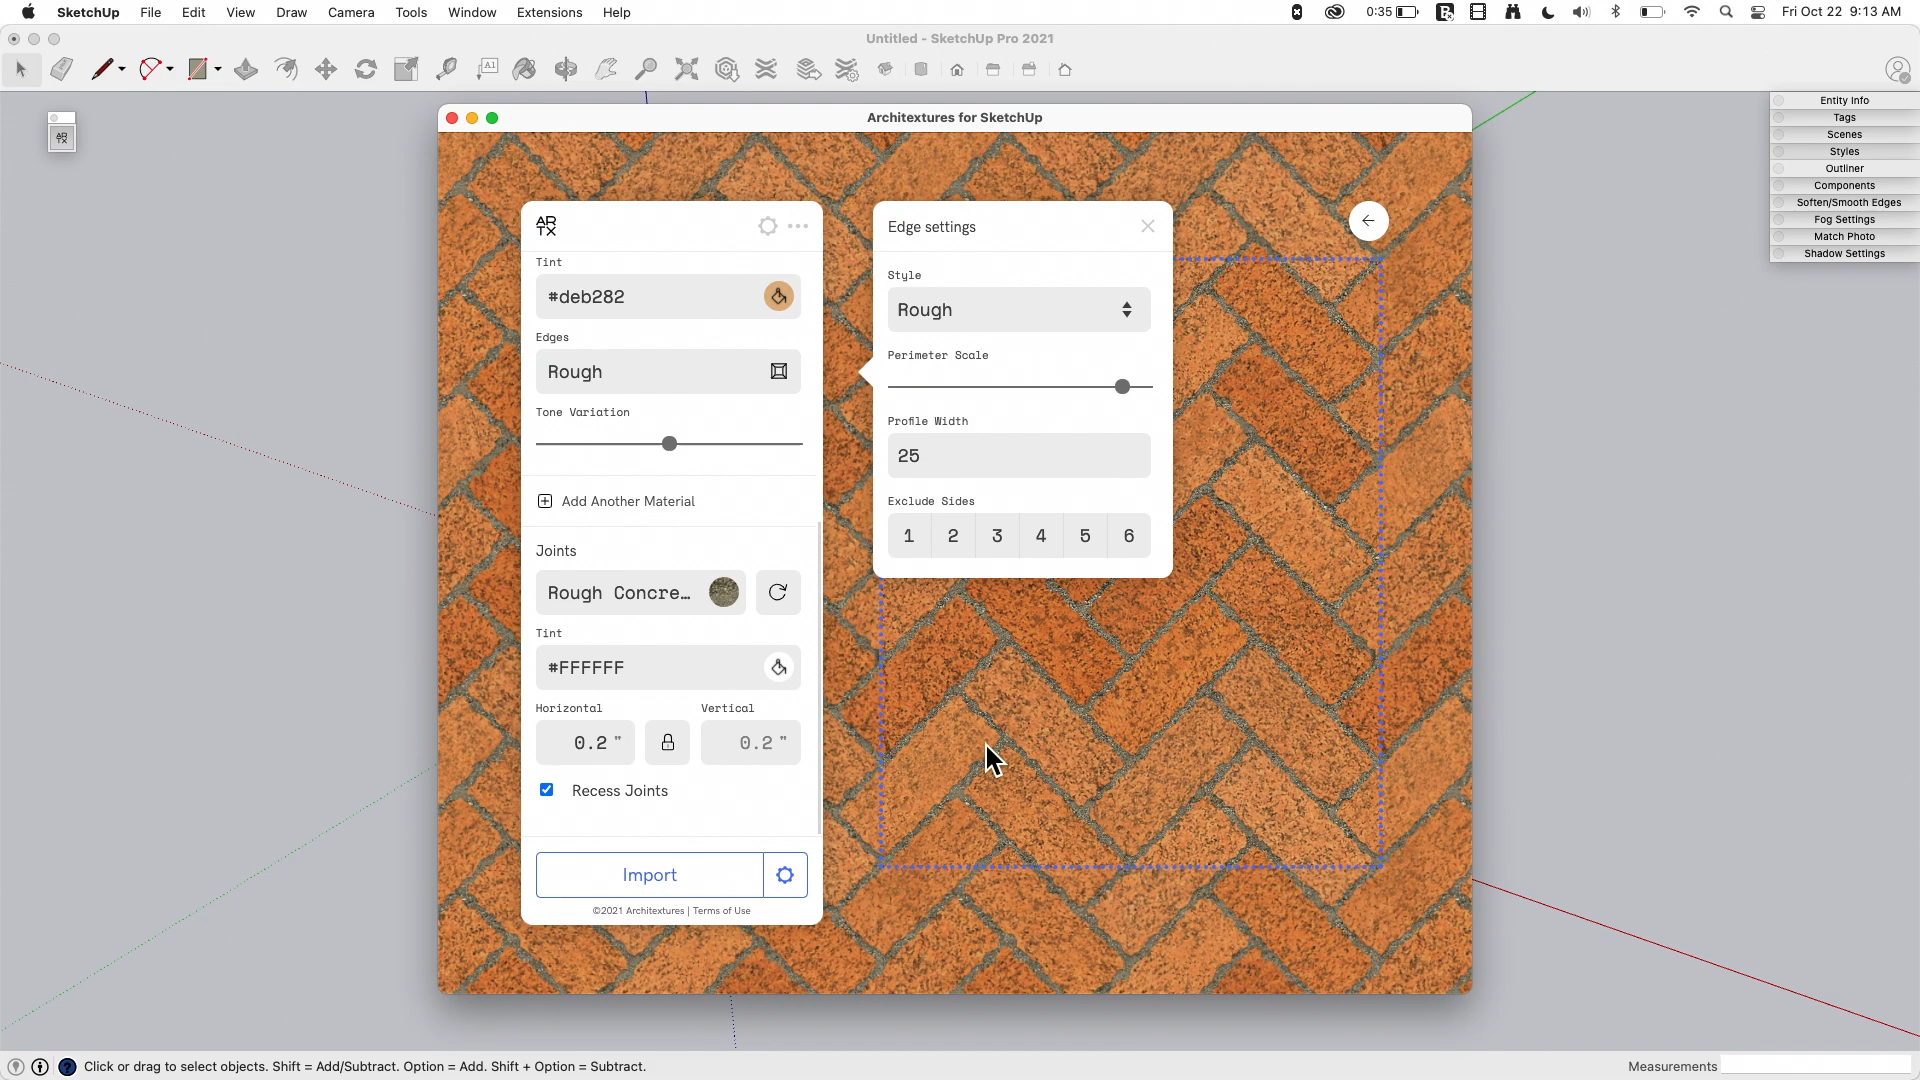 SketchUp File Edit View Draw Camera Tools Window Extensions Help 0:35 Fri Oct 22 9:13 AM
Untitled - SketchUp Pro 2021
A1
Entity Info
Tags
Scenes
Styles
Outliner
Components
Soften/Smooth Edges
Fog Settings
Match Photo
Shadow Settings
AR
TX
Architextures for SketchUp
AR
TX
Tint
#deb282
Edges
Rough
Tone Variation
Add Another Material
Joints
Rough Concre…
Tint
#FFFFFF
Horizontal Vertical
0.2 " 0.2 "
Recess Joints
Import
©2021 Architextures | Terms of Use
Edge settings
Style
Rough
Perimeter Scale
Profile Width
25
Exclude Sides
1 2 3 4 5 6
Click or drag to select objects. Shift = Add/Subtract. Option = Add. Shift + Option = Subtract.
Measurements